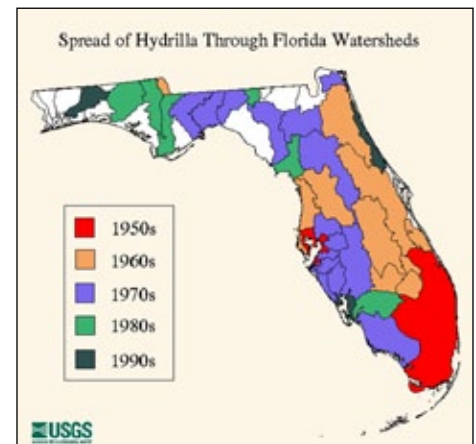 Spread of Hydrilla Through Florida Watersheds
1950s
1960s
1970s
1980s
1990s
USGS